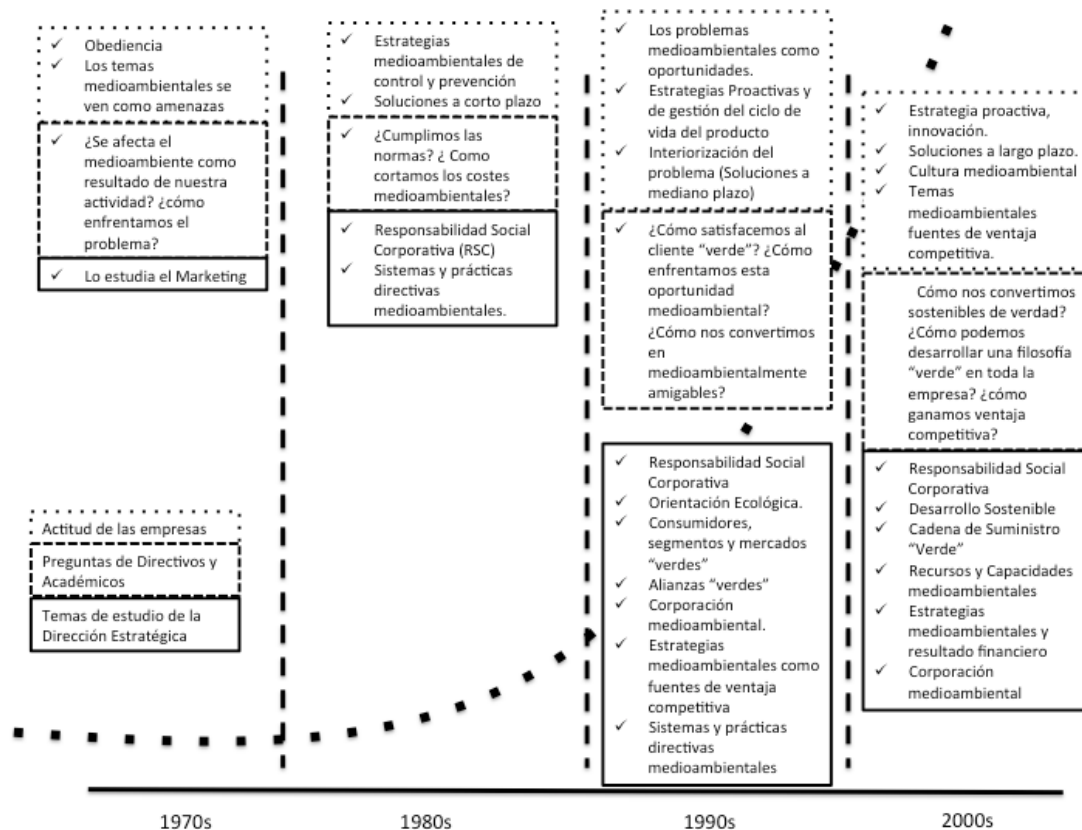 ✓ Obediencia
✓ Los temas
medioambientales se
ven como amenazas
✓ ¿Se afecta el
medioambiente como
resultado de nuestra
actividad? ¿cómo
enfrentamos el
problema?
✓ Lo estudia el Marketing
Actitud de las empresas
Preguntas de Directivos y
Académicos
Temas de estudio de la
Dirección Estratégica
✓ Estrategias
medioambientales de
control y prevención
✓ Soluciones a corto plazo
✓ ¿Cumplimos las
normas? ¿ Como
cortamos los costes
medioambientales?
✓ Responsabilidad Social
Corporativa (RSC)
✓ Sistemas y prácticas
directivas
medioambientales.
✓ Los problemas
medioambientales como
oportunidades.
✓ Estrategias Proactivas y
de gestión del ciclo de
vida del producto
✓ Interiorización del
problema (Soluciones a
mediano plazo)
✓ ¿Cómo satisfacemos al
cliente “verde”? ¿Cómo
enfrentamos esta
oportunidad
medioambiental?
¿Cómo nos convertimos
en
medioambientalmente
amigables?
✓ Responsabilidad Social
Corporativa
✓ Orientación Ecológica.
✓ Consumidores,
segmentos y mercados
“verdes”
✓ Alianzas “verdes”
✓ Corporación
medioambiental.
✓ Estrategias
medioambientales como
fuentes de ventaja
competitiva
✓ Sistemas y prácticas
directivas
medioambientales
✓ Estrategia proactiva,
innovación.
✓ Soluciones a largo plazo.
✓ Cultura medioambiental
✓ Temas
medioambientales
fuentes de ventaja
competitiva.
Cómo nos convertimos
sostenibles de verdad?
¿Cómo podemos
desarrollar una filosofía
“verde” en toda la
empresa? ¿cómo
ganamos ventaja
competitiva?
✓ Responsabilidad Social
Corporativa
✓ Desarrollo Sostenible
✓ Cadena de Suministro
“Verde”
✓ Recursos y Capacidades
medioambientales
✓ Estrategias
medioambientales y
resultado financiero
✓ Corporación
medioambiental
1970s
1980s
1990s
2000s